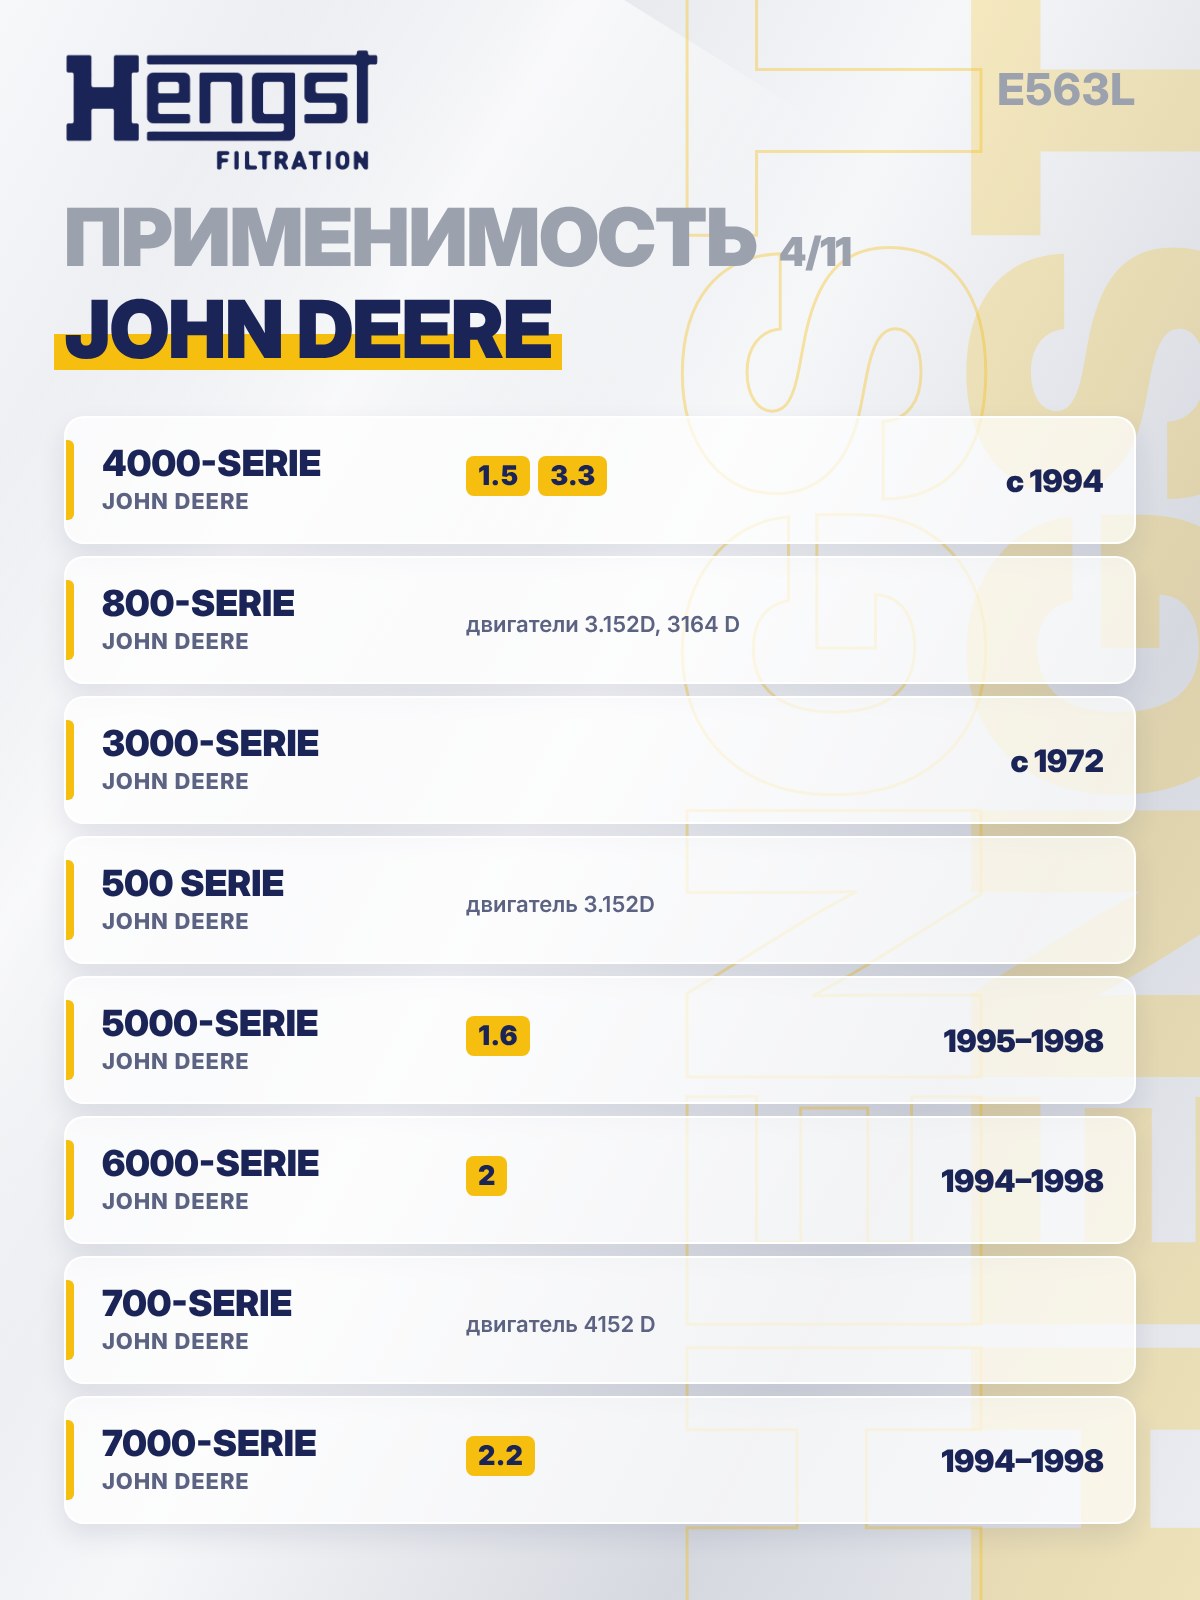 Hengst
FILTRATION
E563L
ПРИМЕНИМОСТЬ 4/11
JOHN DEERE
4000-SERIE
JOHN DEERE
1.5 3.3
с 1994
800-SERIE
JOHN DEERE
двигатели 3.152D, 3164 D
3000-SERIE
JOHN DEERE
с 1972
500 SERIE
JOHN DEERE
двигатель 3.152D
5000-SERIE
JOHN DEERE
1.6
1995–1998
6000-SERIE
JOHN DEERE
2
1994–1998
700-SERIE
JOHN DEERE
двигатель 4152 D
7000-SERIE
JOHN DEERE
2.2
1994–1998
HENGST
HENGST